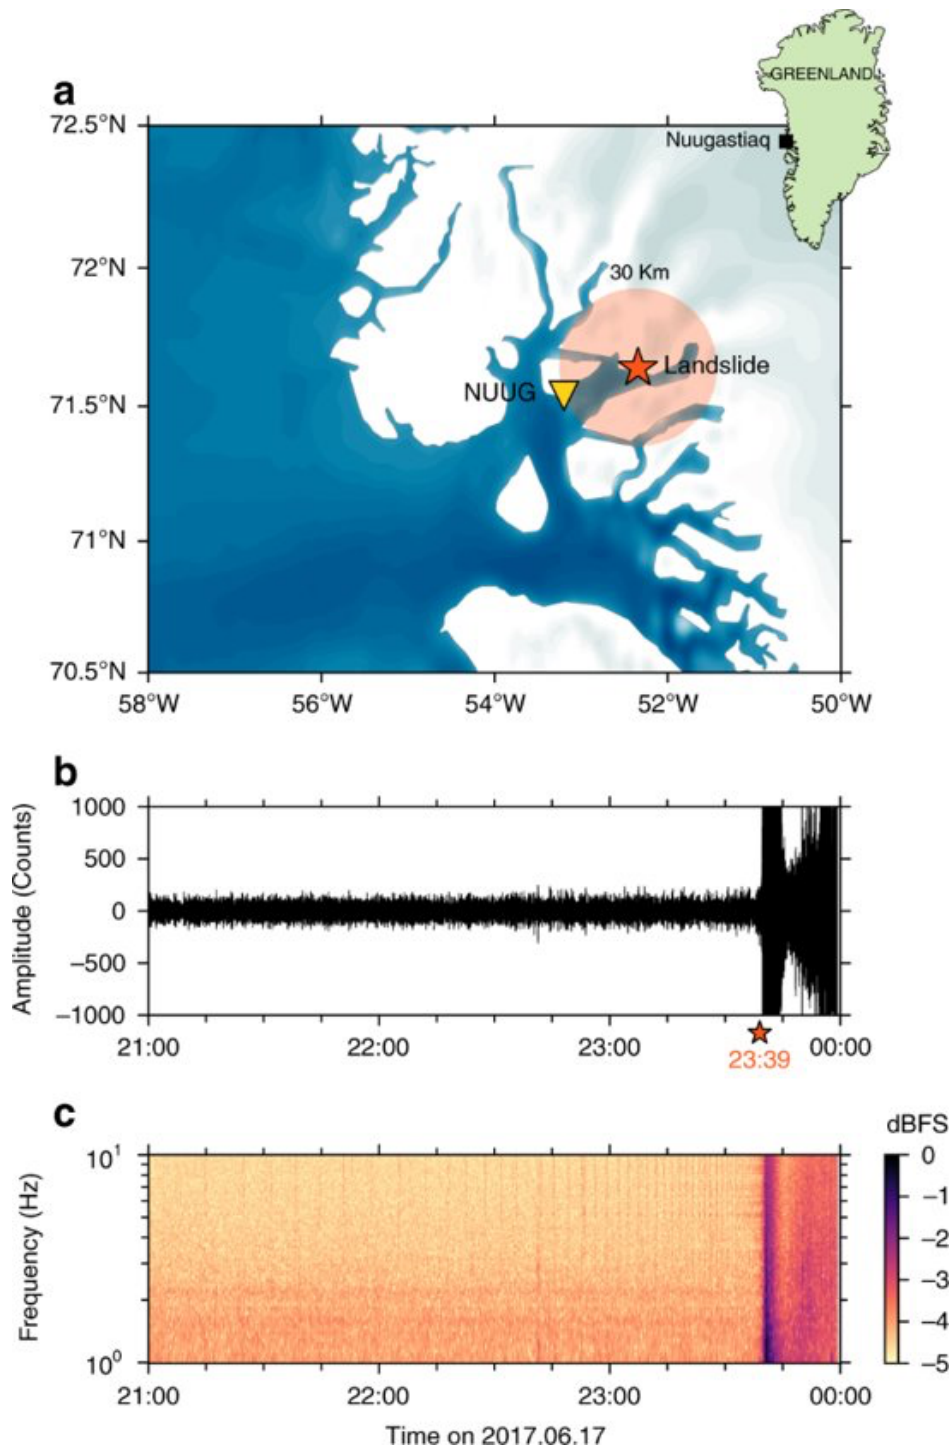 a
GREENLAND
Nuugastiaq
72.5°N
72°N
71.5°N
71°N
70.5°N
30 Km
Landslide
NUUG
58°W 56°W 54°W 52°W 50°W
b
Amplitude (Counts)
1000
500
0
−500
−1000
21:00 22:00 23:00 00:00
23:39
c
dBFS
Frequency (Hz)
10¹
10⁰
0
−1
−2
−3
−4
−5
21:00 22:00 23:00 00:00
Time on 2017.06.17